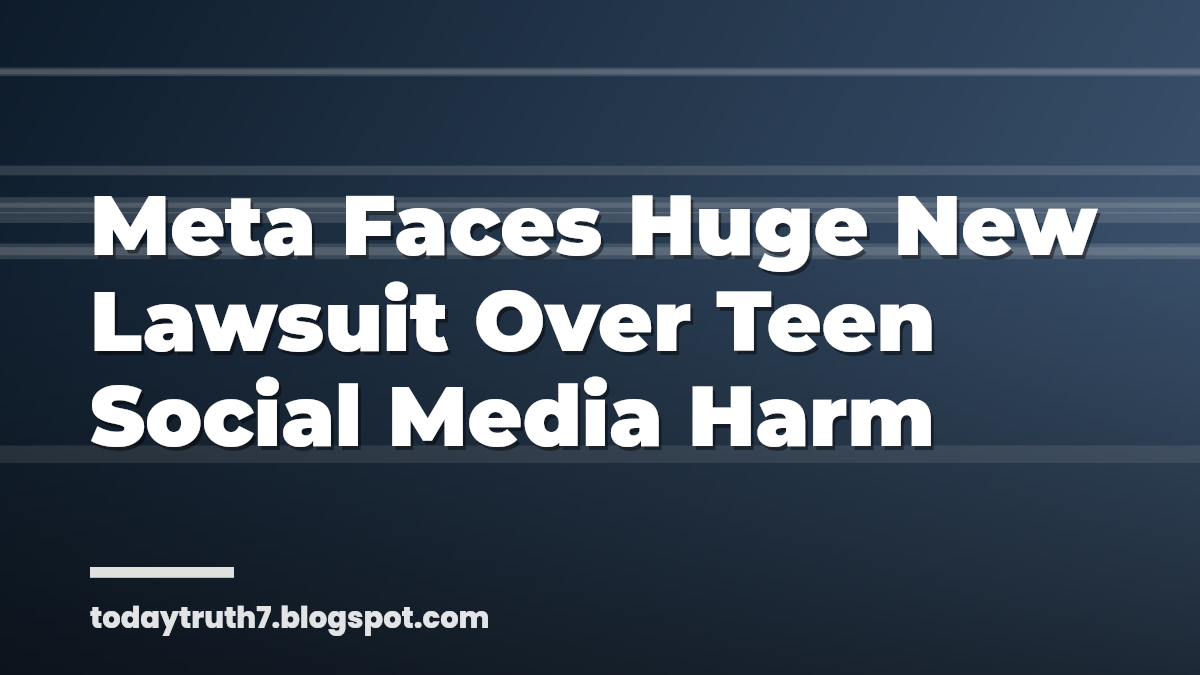 Meta Faces Huge New
Lawsuit Over Teen
Social Media Harm
todaytruth7.blogspot.com